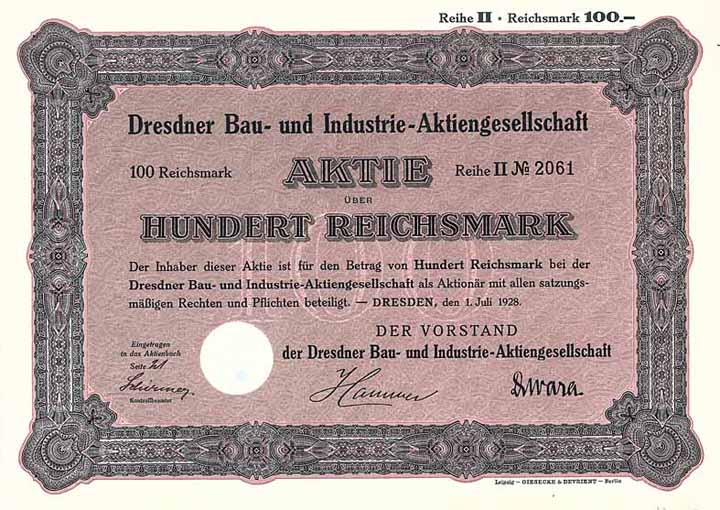 Reihe II • Reichsmark 100.–
Dresdner Bau- und Industrie-Aktiengesellschaft
100 Reichsmark AKTIE Reihe II № 2061
ÜBER
HUNDERT REICHSMARK
100
Der Inhaber dieser Aktie ist für den Betrag von Hundert Reichsmark bei der
Dresdner Bau- und Industrie-Aktiengesellschaft als Aktionär mit allen satzungs-
mäßigen Rechten und Pflichten beteiligt. — DRESDEN, den 1. Juli 1928.
DER VORSTAND
der Dresdner Bau- und Industrie-Aktiengesellschaft
Eingetragen
in das Aktienbuch
Seite 21
Kontrollbeamter
Leipzig – GIESECKE & DEVRIENT – Berlin